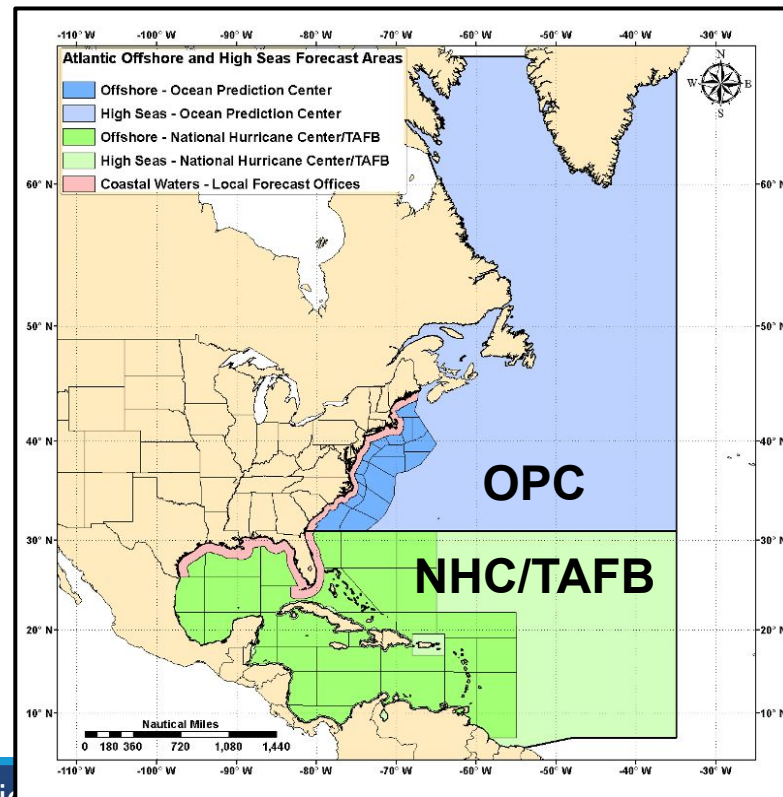 Atlantic Offshore and High Seas Forecast Areas
Offshore - Ocean Prediction Center
High Seas - Ocean Prediction Center
Offshore - National Hurricane Center/TAFB
High Seas - National Hurricane Center/TAFB
Coastal Waters - Local Forecast Offices
-110° W -100° W -90° W -80° W -70° W -60° W -50° W -40° W -30° W
N
W E
S
60° N 60° N
50° N 50° N
40° N 40° N
OPC
30° N 30° N
NHC/TAFB
20° N 20° N
10° N 10° N
Nautical Miles
0 180 360 720 1,080 1,440
-110° W -100° W -90° W -80° W -70° W -60° W -50° W -40° W -30° W